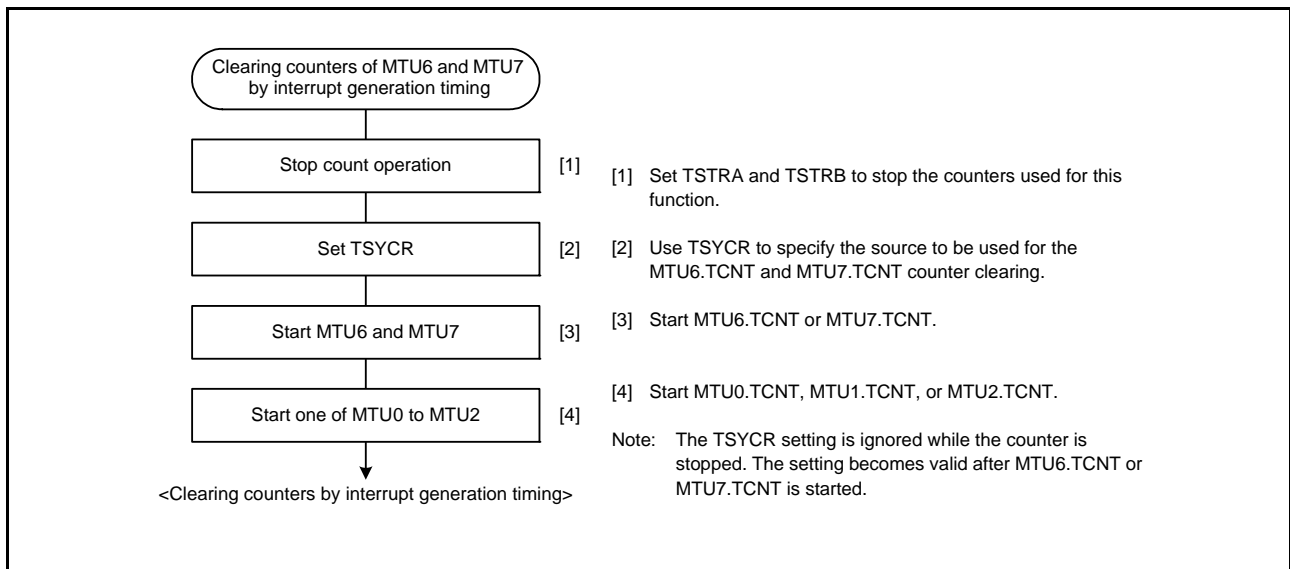 Clearing counters of MTU6 and MTU7
by interrupt generation timing
Stop count operation
[1]
Set TSYCR
[2]
Start MTU6 and MTU7
[3]
Start one of MTU0 to MTU2
[4]
<Clearing counters by interrupt generation timing>
[1] Set TSTRA and TSTRB to stop the counters used for this
function.
[2] Use TSYCR to specify the source to be used for the
MTU6.TCNT and MTU7.TCNT counter clearing.
[3] Start MTU6.TCNT or MTU7.TCNT.
[4] Start MTU0.TCNT, MTU1.TCNT, or MTU2.TCNT.
Note: The TSYCR setting is ignored while the counter is
stopped. The setting becomes valid after MTU6.TCNT or
MTU7.TCNT is started.